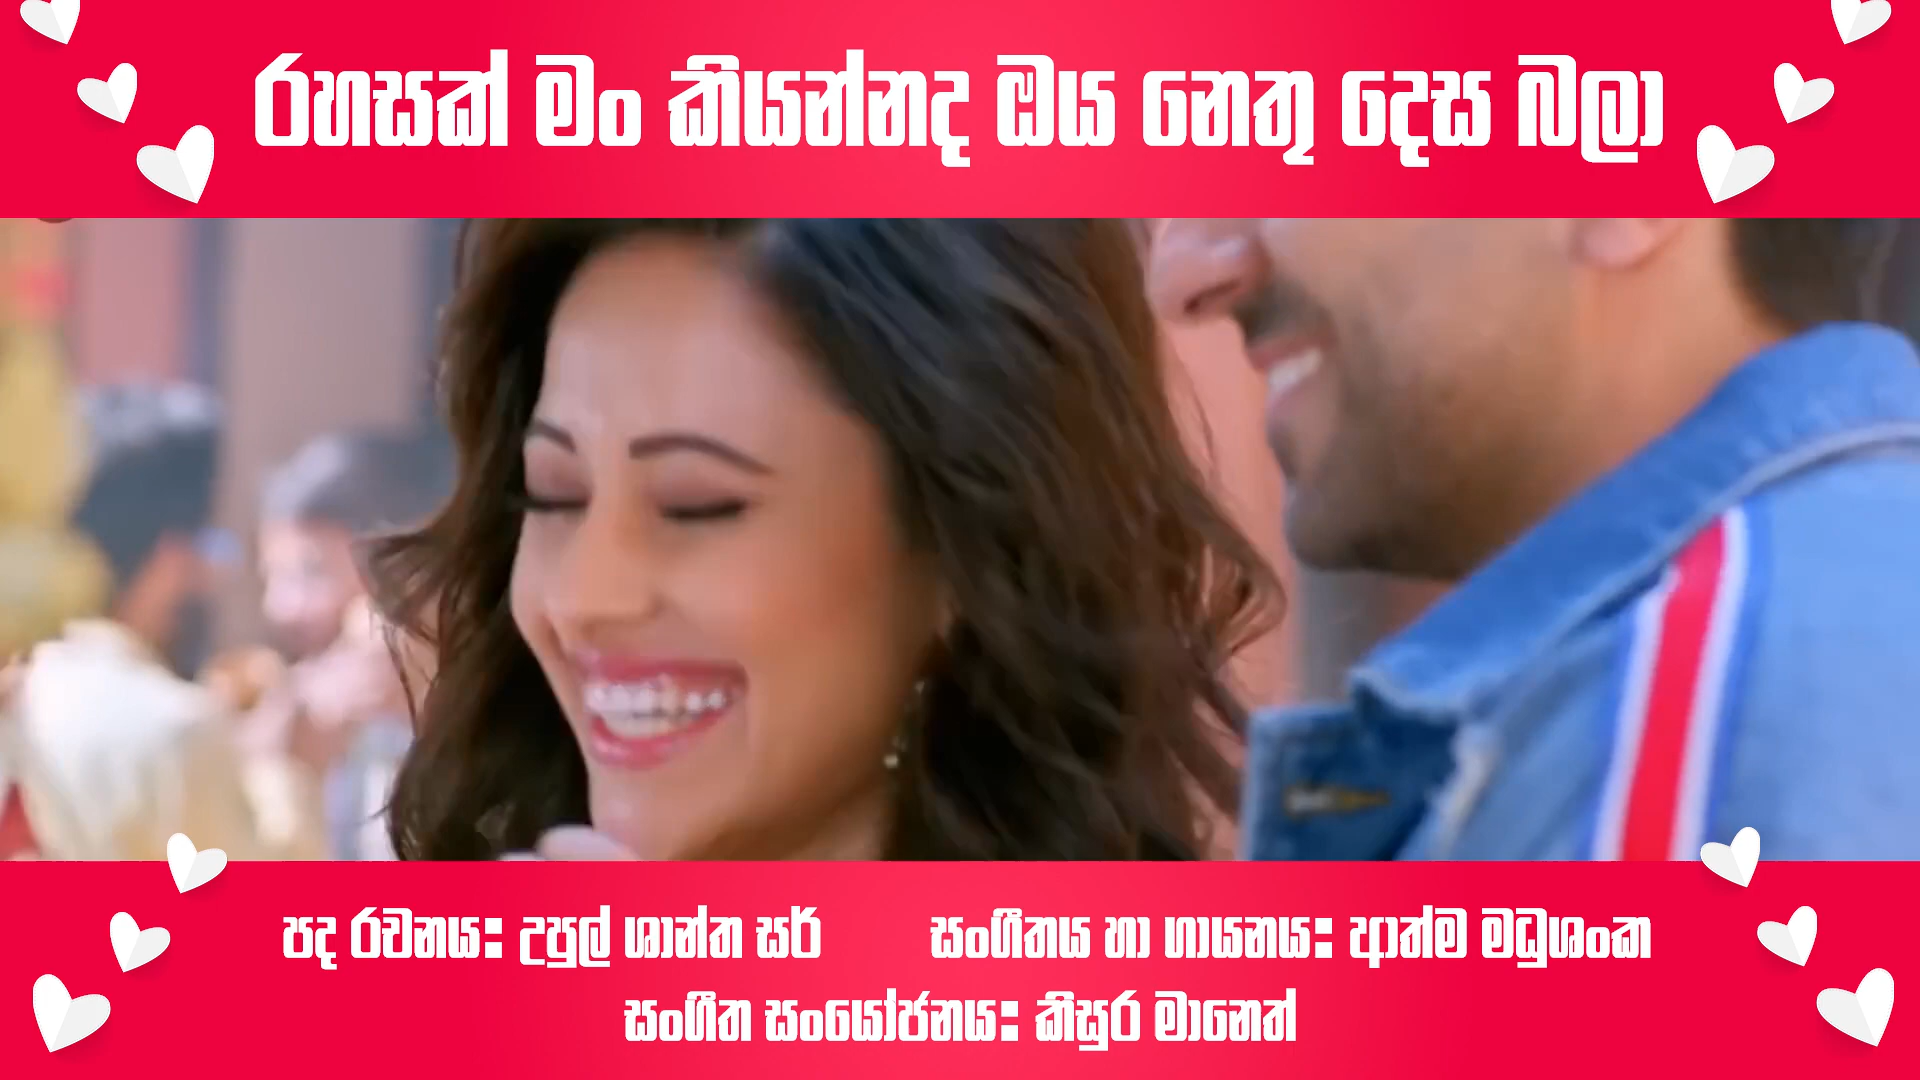 රහසක් මං කියන්නද ඔය නෙතු දෙස බලා
පද රචනය: උපුල් ශාන්ත සර් සංගීතය හා ගායනය: ආත්ම මධුශංක
සංගීත සංයෝජනය: කිසුර මානෙත්